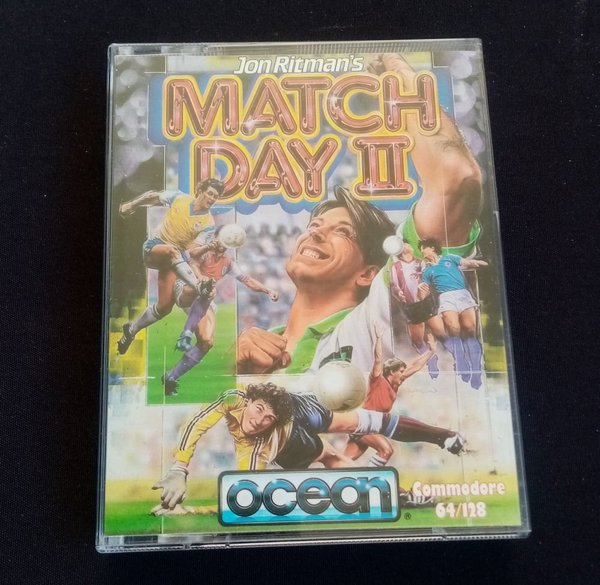 Jon Ritman's
MATCH
DAY II
ocean®
Commodore
64/128